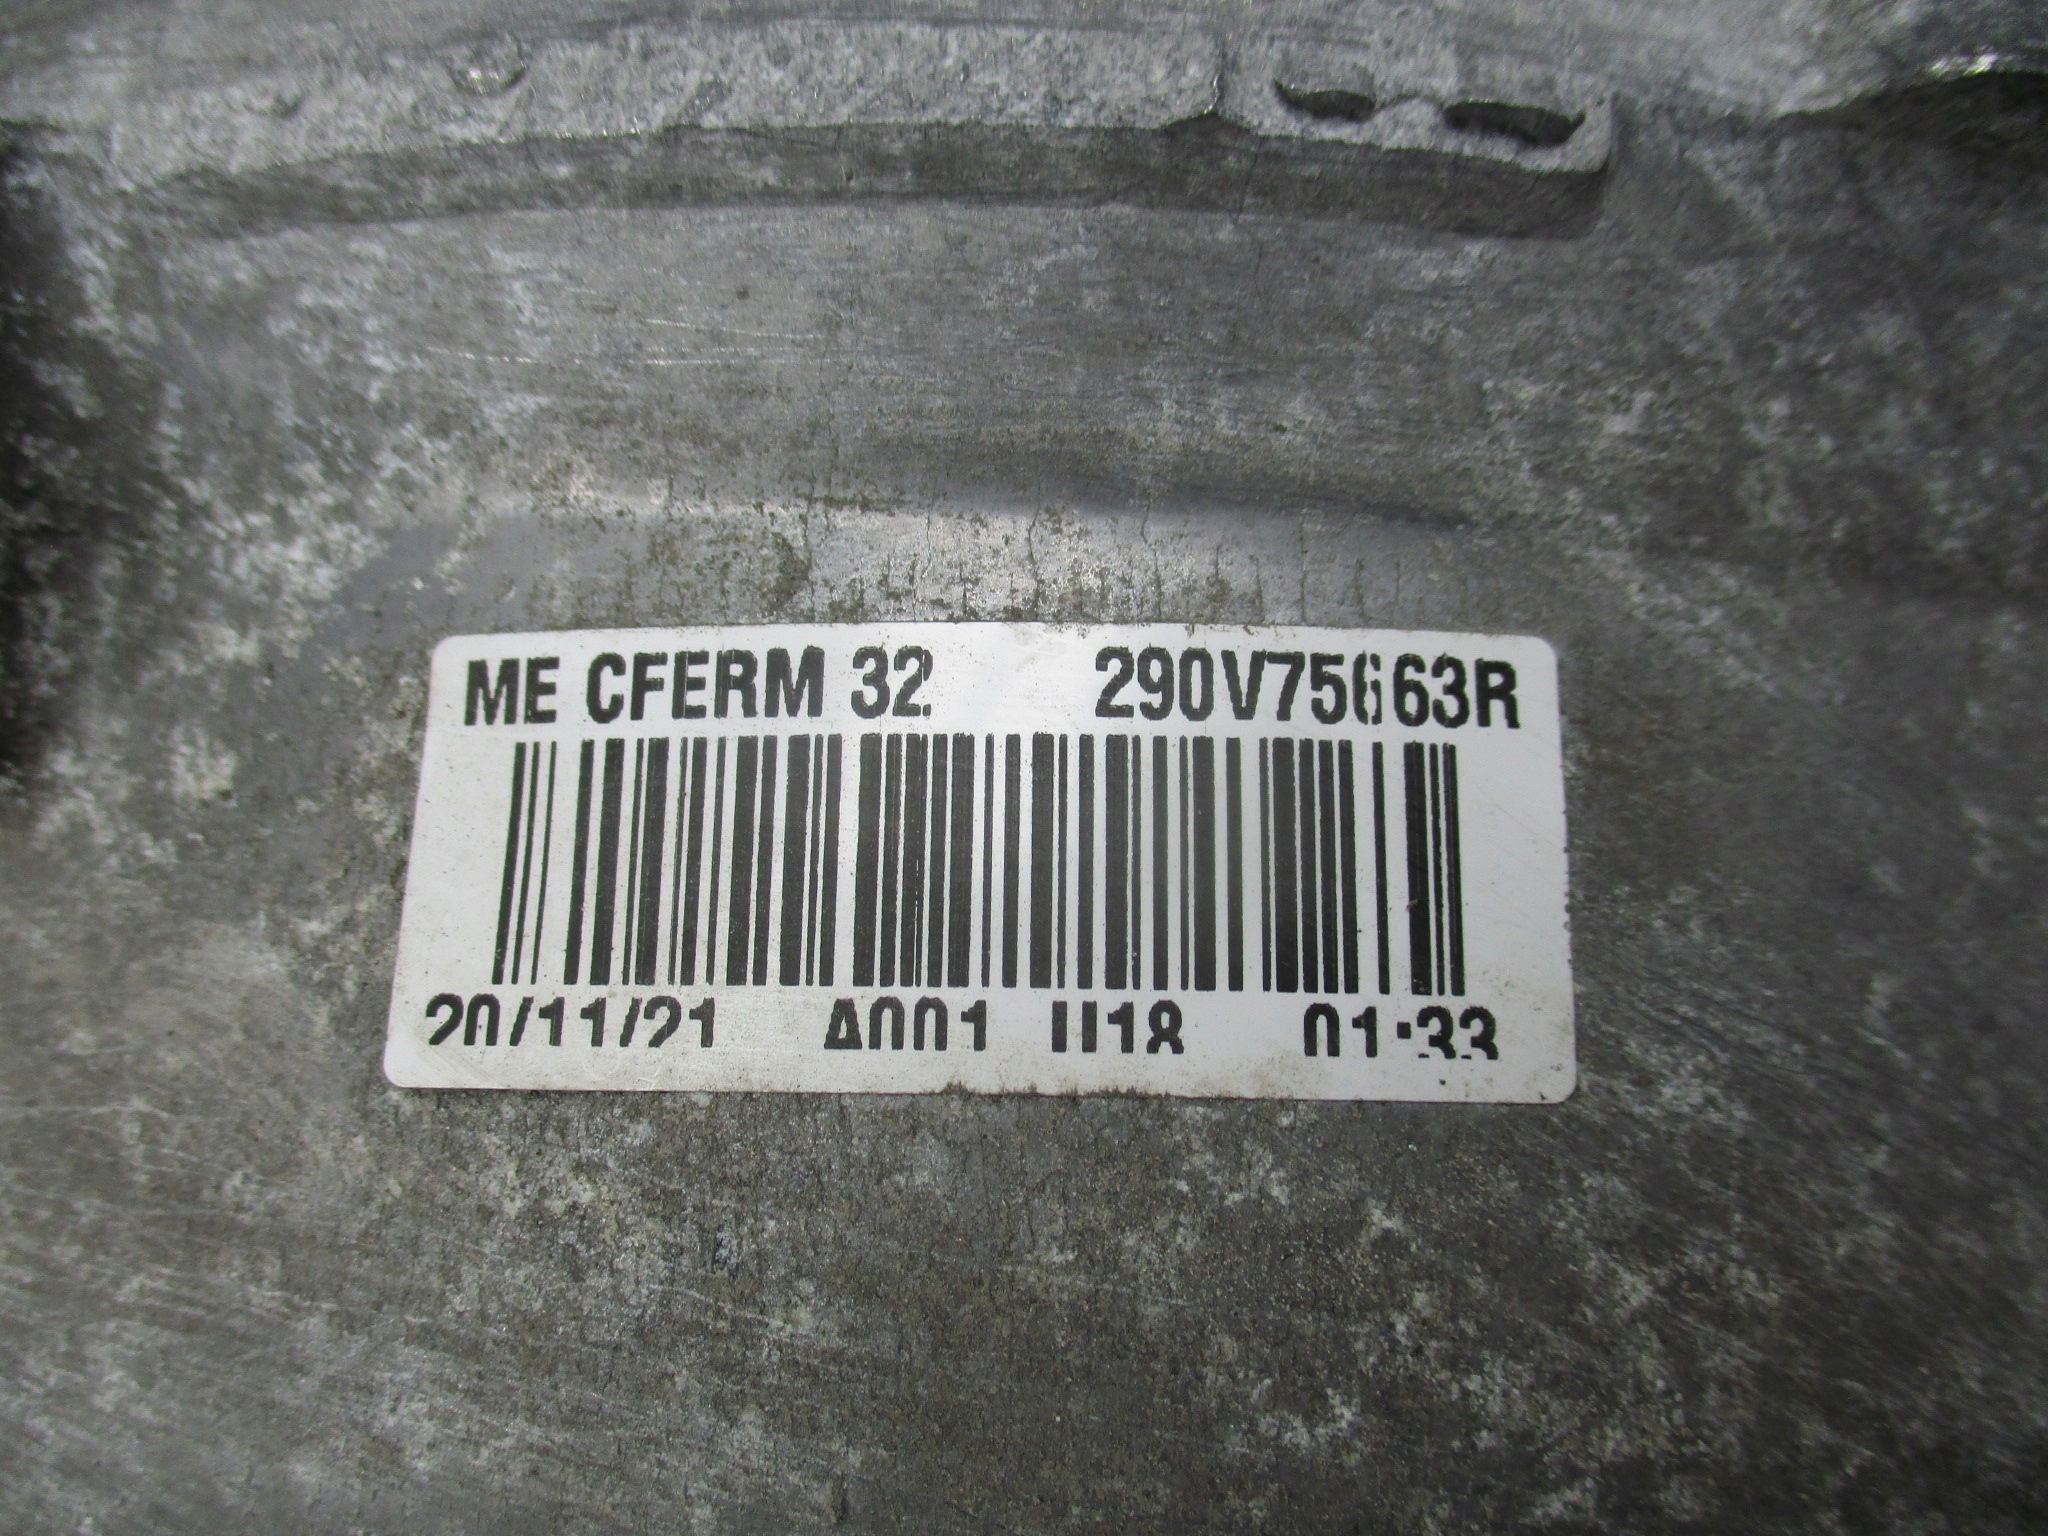 ME CFERM 32 290V75663R
20/11/21 A001 U18 01:33